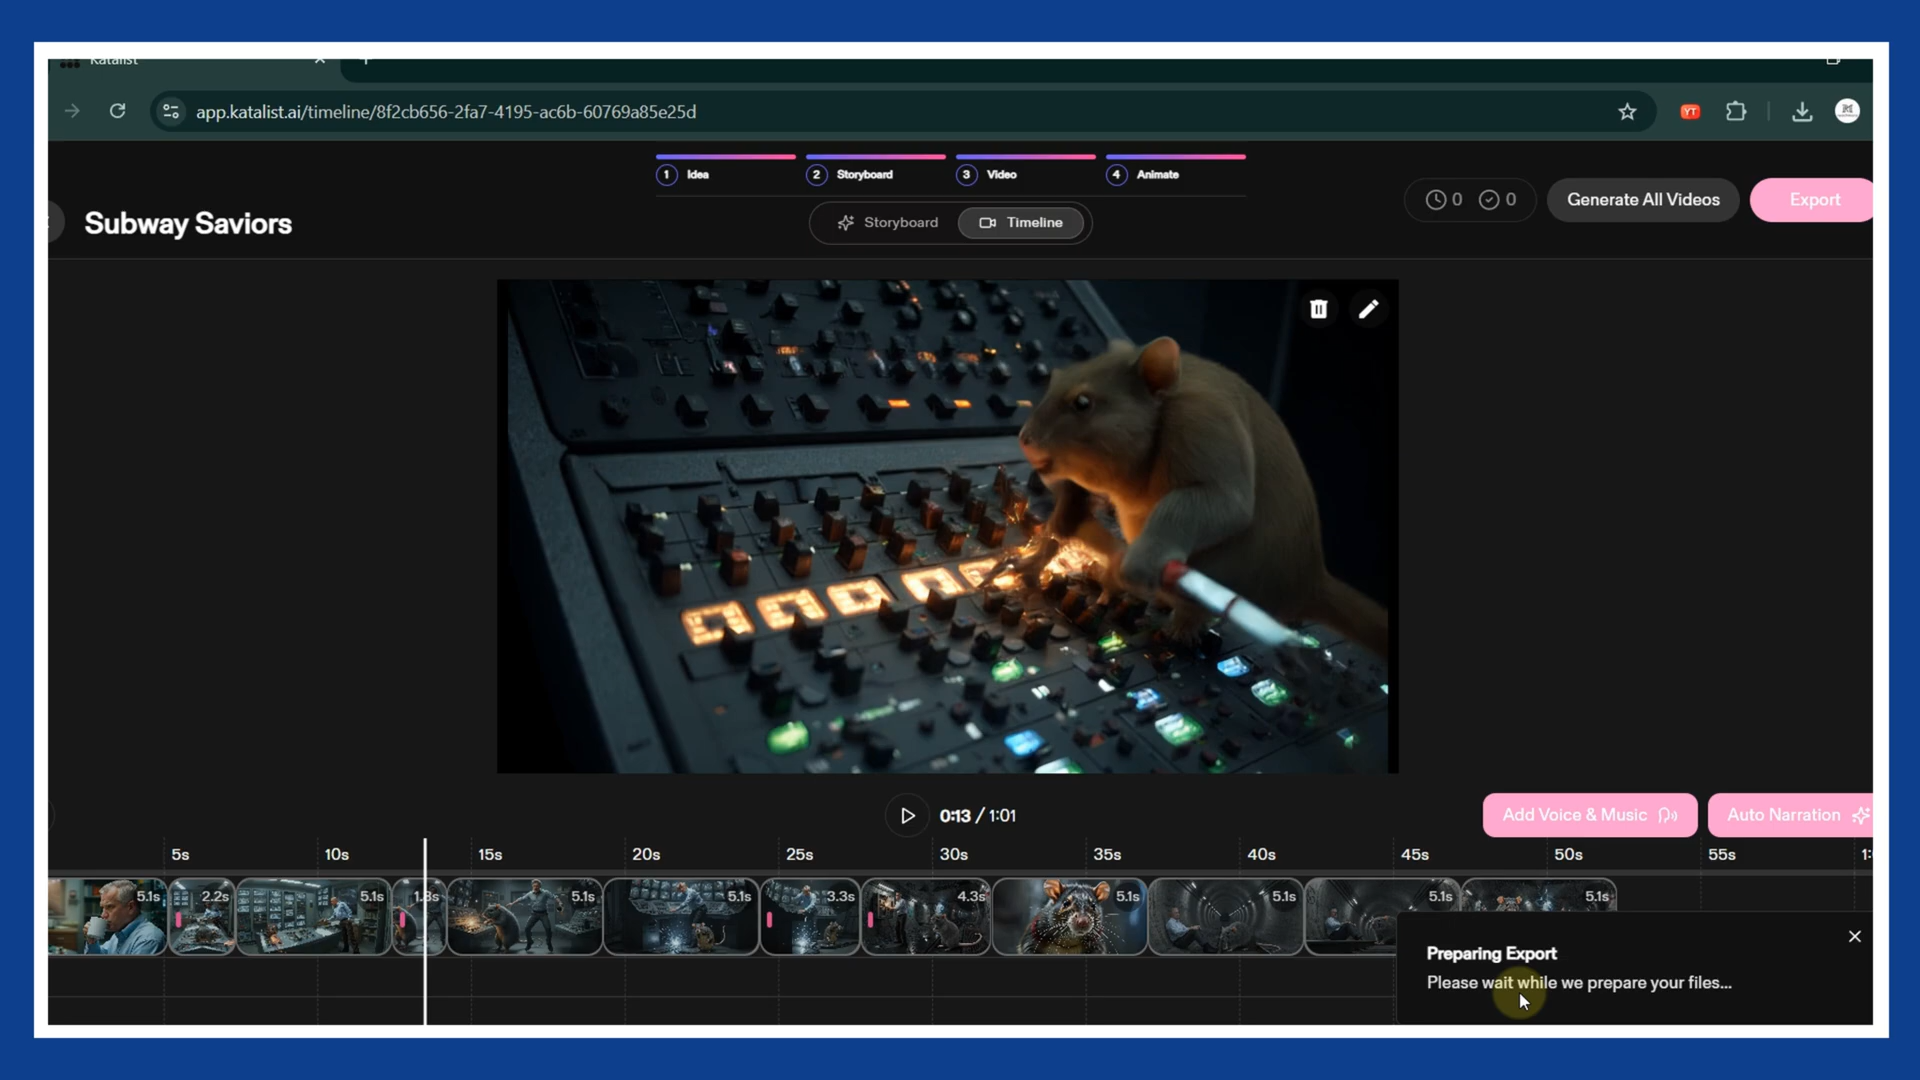 Katalist
app.katalist.ai/timeline/8f2cb656-2fa7-4195-ac6b-60769a85e25d
YT
1 Idea
2 Storyboard
3 Video
4 Animate
Subway Saviors
Storyboard
Timeline
0 0
Generate All Videos
Export
0:13 / 1:01
Add Voice & Music
Auto Narration
5s 10s 15s 20s 25s 30s 35s 40s 45s 50s 55s
5.1s 2.2s 5.1s 1.8s 5.1s 5.1s 3.3s 4.3s 5.1s 5.1s 5.1s 5.1s
Preparing Export
Please wait while we prepare your files...